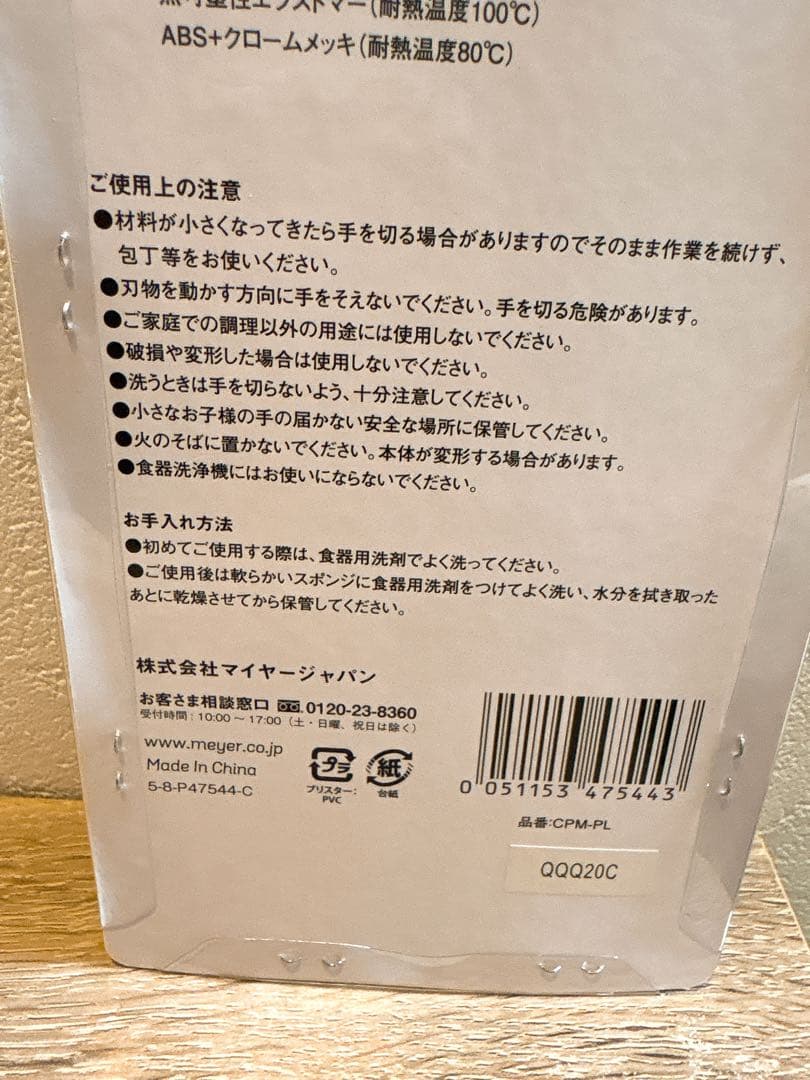 熱可塑性エラストマー(耐熱温度100℃)
ABS+クロームメッキ(耐熱温度80℃)
ご使用上の注意
●材料が小さくなってきたら手を切る場合がありますのでそのまま作業を続けず、
包丁等をお使いください。
●刃物を動かす方向に手をそえないでください。手を切る危険があります。
●ご家庭での調理以外の用途には使用しないでください。
●破損や変形した場合は使用しないでください。
●洗うときは手を切らないよう、十分注意してください。
●小さなお子様の手の届かない安全な場所に保管してください。
●火のそばに置かないでください。本体が変形する場合があります。
●食器洗浄機にはお使いにならないでください。
お手入れ方法
●初めてご使用する際は、食器用洗剤でよく洗ってください。
●ご使用後は軟らかいスポンジに食器用洗剤をつけてよく洗い、水分を拭き取った
あとに乾燥させてから保管してください。
株式会社マイヤージャパン
お客さま相談窓口 0120-23-8360
受付時間:10:00～17:00(土・日曜、祝日は除く)
www.meyer.co.jp
Made In China
5-8-P47544-C
プラ
ブリスター:
PVC
紙
台紙
0 051153 475443
品番:CPM-PL
QQQ20C